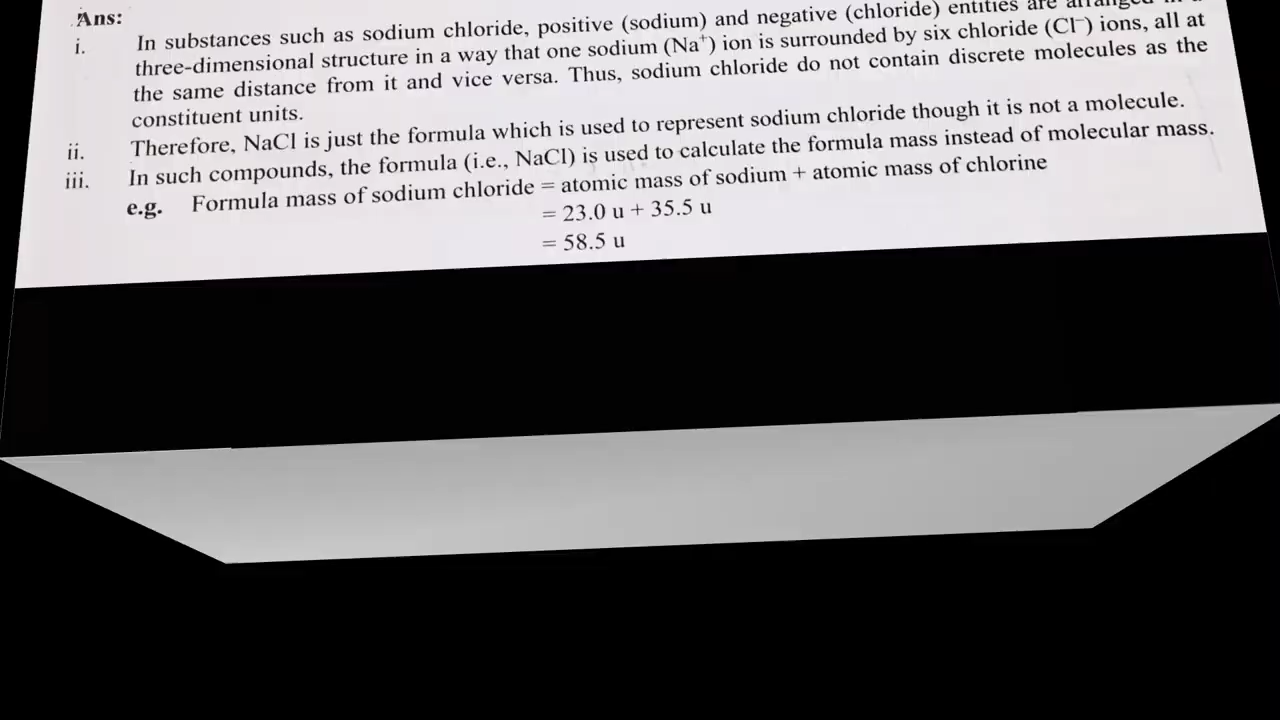 Ans:
i. In substances such as sodium chloride, positive (sodium) and negative (chloride) entities are arranged in a
three-dimensional structure in a way that one sodium (Na⁺) ion is surrounded by six chloride (Cl⁻) ions, all at
the same distance from it and vice versa. Thus, sodium chloride do not contain discrete molecules as the
constituent units.
ii. Therefore, NaCl is just the formula which is used to represent sodium chloride though it is not a molecule.
iii. In such compounds, the formula (i.e., NaCl) is used to calculate the formula mass instead of molecular mass.
e.g. Formula mass of sodium chloride = atomic mass of sodium + atomic mass of chlorine
= 23.0 u + 35.5 u
= 58.5 u